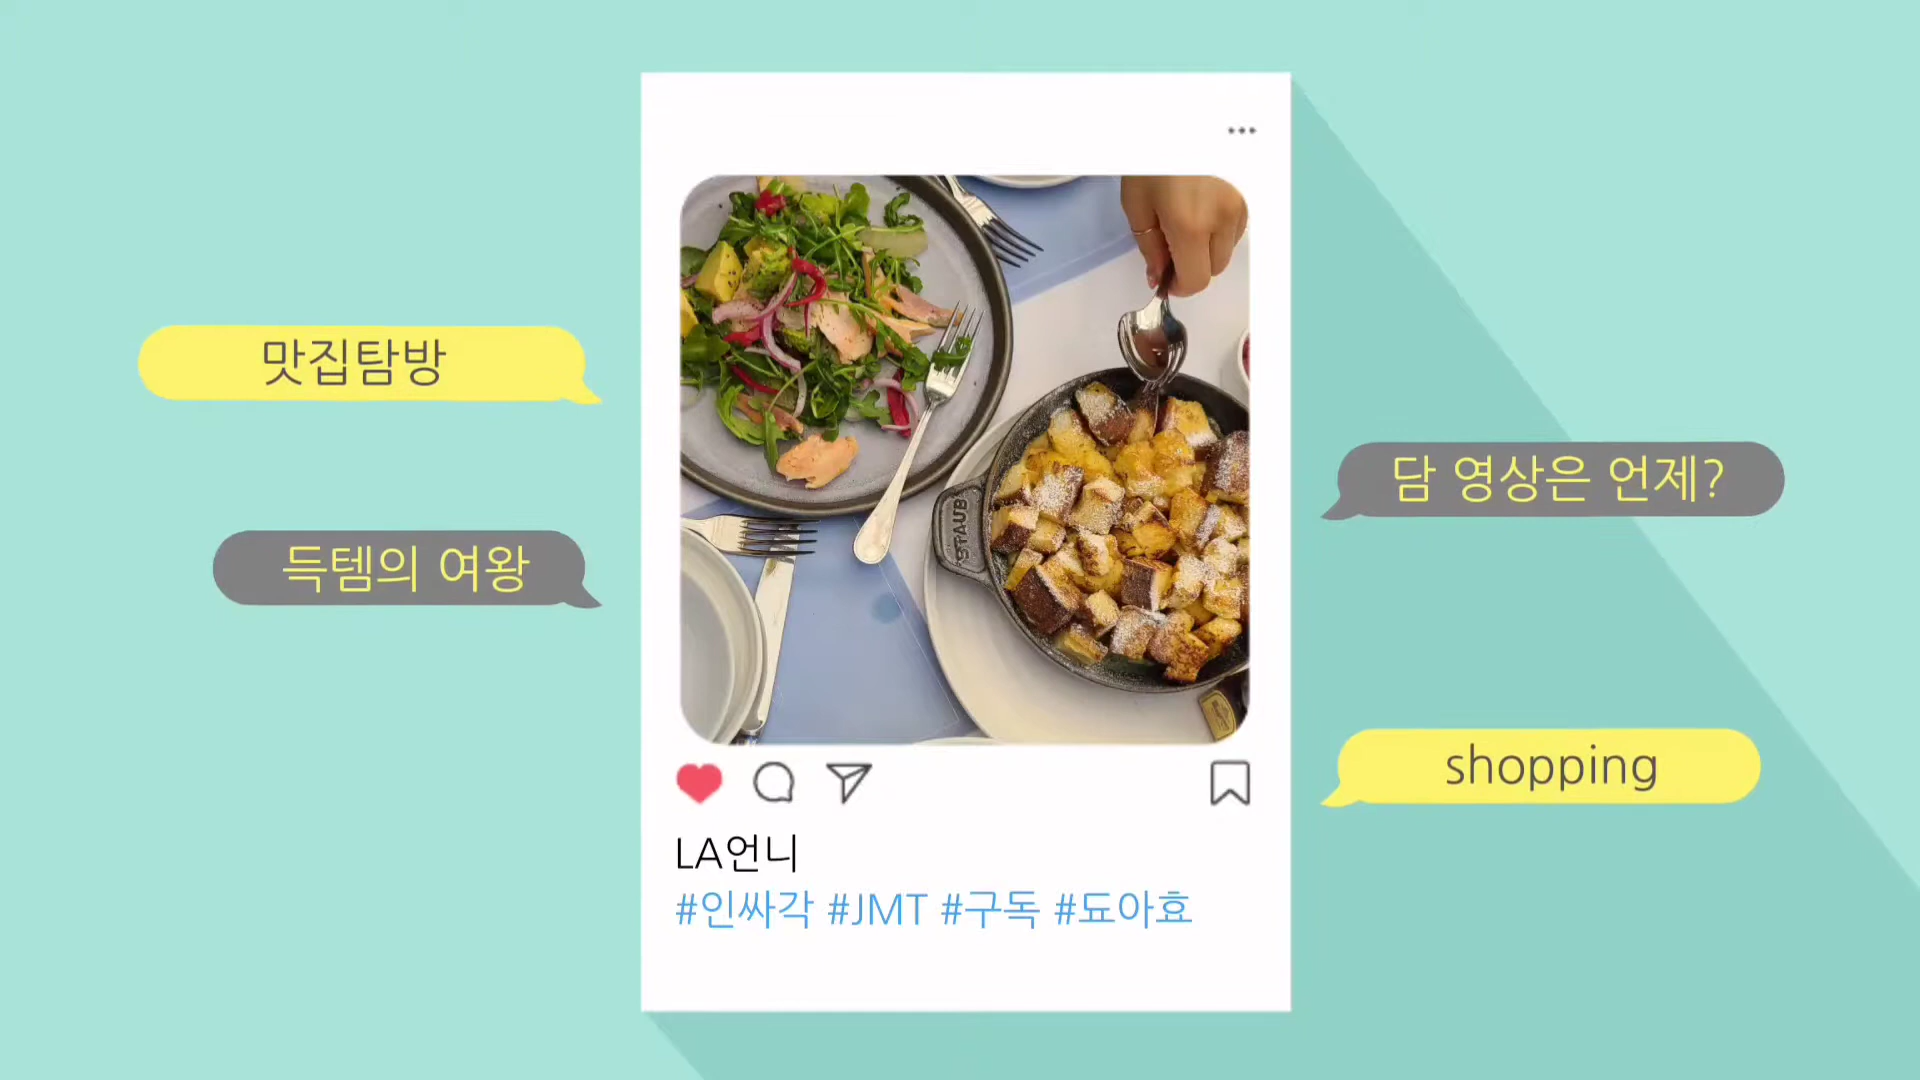 맛집탐방
득템의 여왕
STAUB
LA언니
#인싸각 #JMT #구독 #됴아효
담 영상은 언제?
shopping